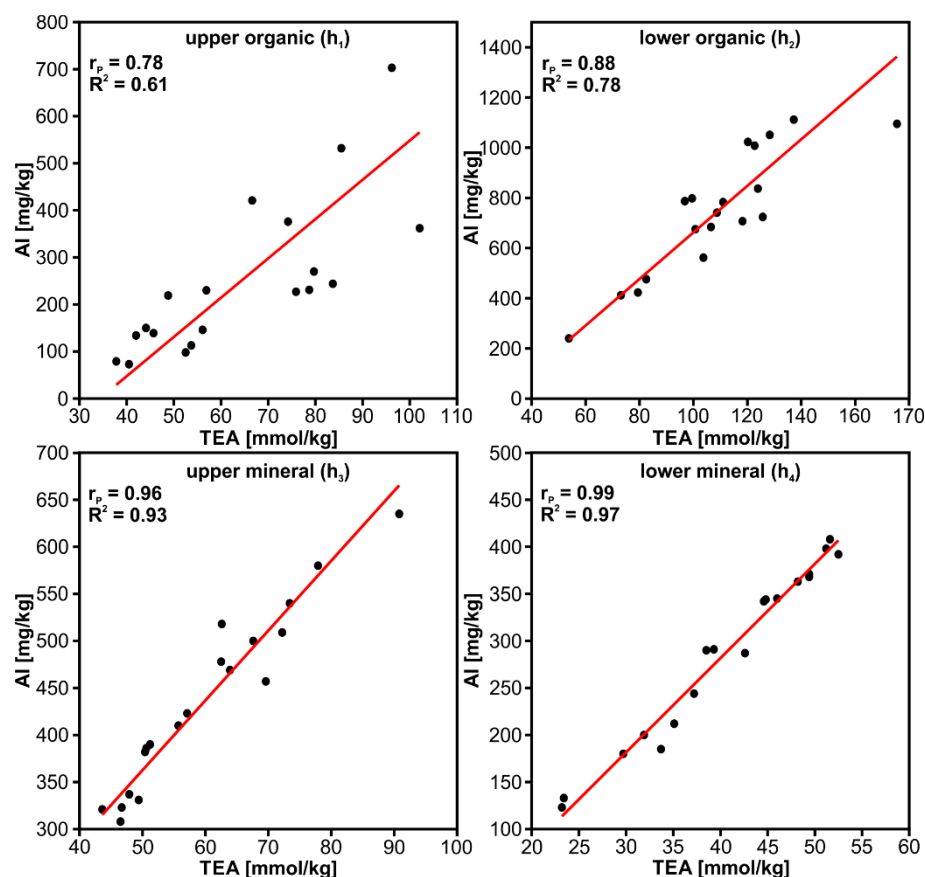 upper organic (h₁)
rₚ = 0.78
R² = 0.61
Al [mg/kg]
800
700
600
500
400
300
200
100
0
30 40 50 60 70 80 90 100 110
TEA [mmol/kg]
lower organic (h₂)
rₚ = 0.88
R² = 0.78
Al [mg/kg]
1400
1200
1000
800
600
400
200
0
40 60 80 100 120 140 160 170
TEA [mmol/kg]
upper mineral (h₃)
rₚ = 0.96
R² = 0.93
Al [mg/kg]
700
650
600
550
500
450
400
350
300
40 50 60 70 80 90 100
TEA [mmol/kg]
lower mineral (h₄)
rₚ = 0.99
R² = 0.97
Al [mg/kg]
500
450
400
350
300
250
200
150
100
20 25 30 35 40 45 50 55 60
TEA [mmol/kg]